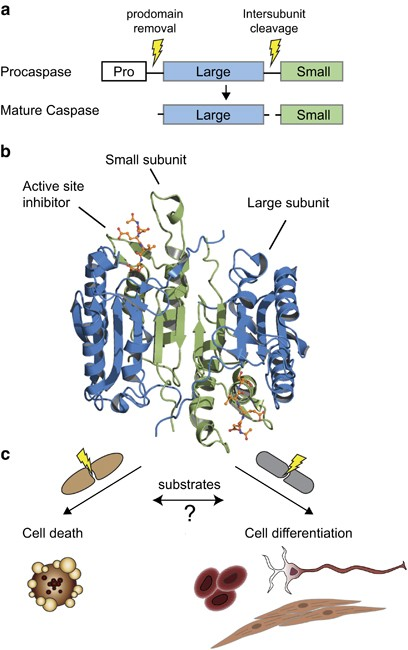 a
prodomain
removal
Intersubunit
cleavage
Procaspase
Pro
Large
Small
Mature Caspase
Large
Small
b
Small subunit
Active site
inhibitor
Large subunit
c
substrates
?
Cell death
Cell differentiation